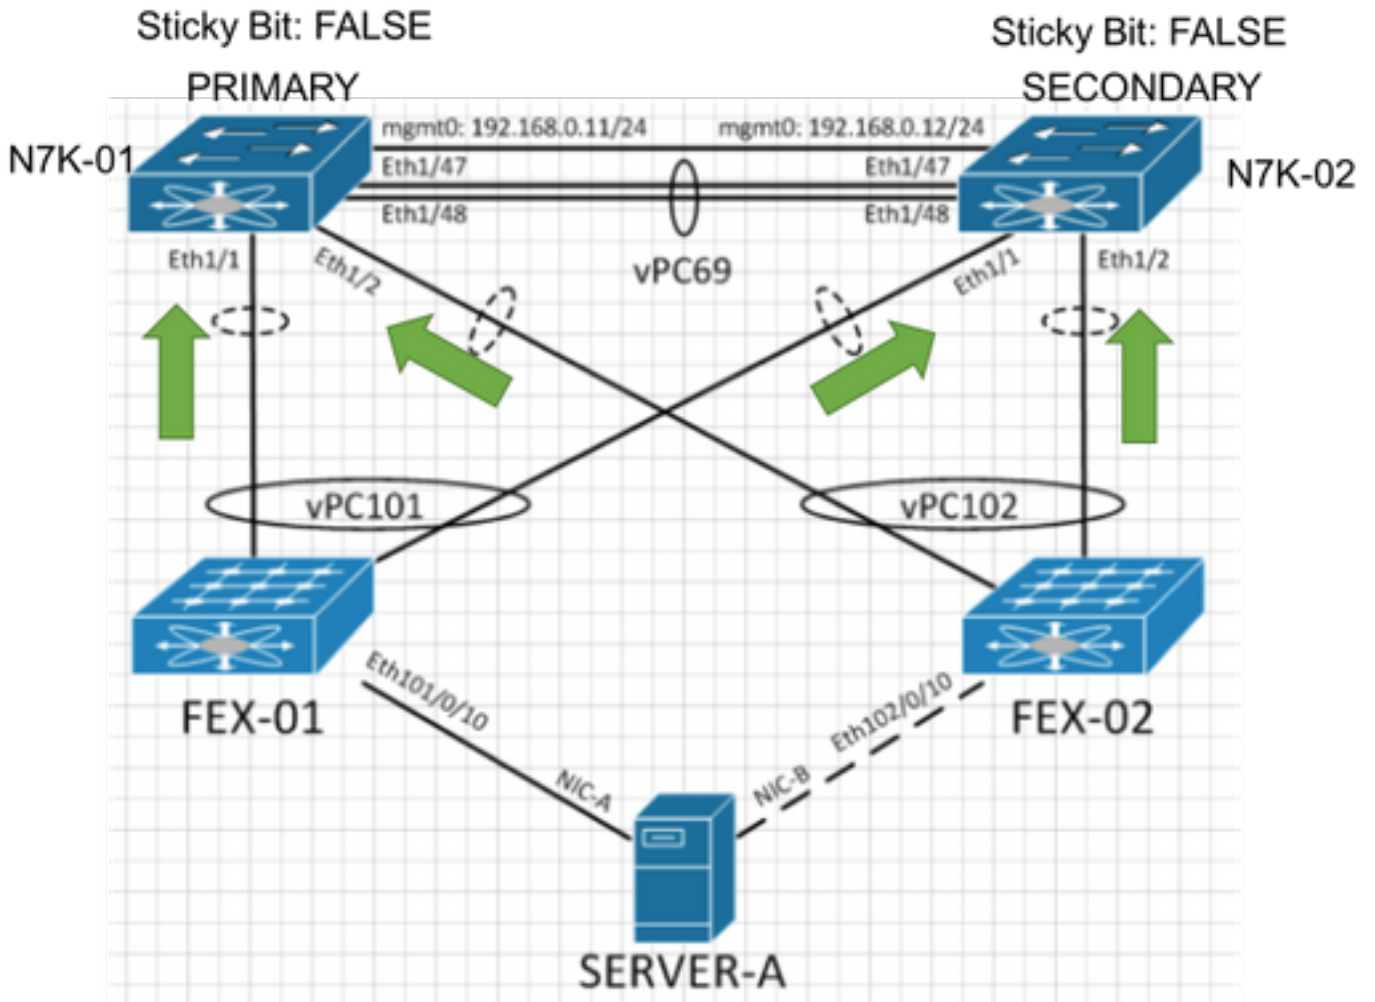 Sticky Bit: FALSE
Sticky Bit: FALSE
PRIMARY
SECONDARY
mgmt0: 192.168.0.11/24
mgmt0: 192.168.0.12/24
N7K-01
Eth1/47
Eth1/47
N7K-02
Eth1/48
Eth1/48
Eth1/1
Eth1/2
vPC69
Eth1/1
Eth1/2
vPC101
vPC102
Eth101/0/10
Eth102/0/10
FEX-01
FEX-02
NIC-A
NIC-B
SERVER-A